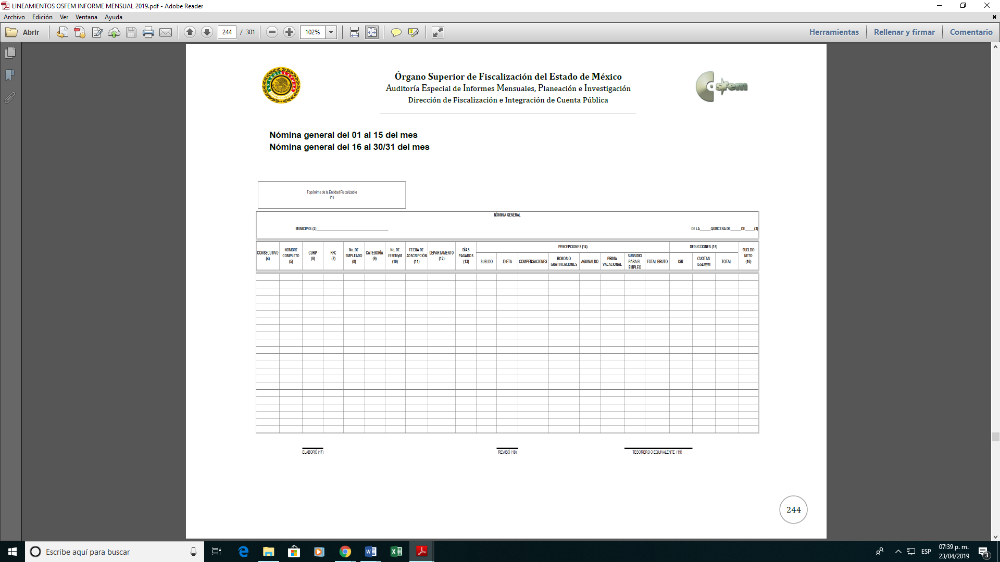 LINEAMIENTOS OSFEM INFORME MENSUAL 2019.pdf - Adobe Reader
Archivo Edición Ver Ventana Ayuda
Abrir 244 / 301 102% Herramientas Rellenar y firmar Comentario
Órgano Superior de Fiscalización del Estado de México
Auditoría Especial de Informes Mensuales, Planeación e Investigación
Dirección de Fiscalización e Integración de Cuenta Pública
LX LEGISLATURA
osfem
Nómina general del 01 al 15 del mes
Nómina general del 16 al 30/31 del mes
Topónimo de la Entidad Fiscalizable
(1)
NÓMINA GENERAL
MUNICIPIO: (2)
DE LA_____QUINCENA DE_____DE____(3)
CONSECUTIVO (4)
NOMBRE COMPLETO (5)
CURP (6)
RFC (7)
No. DE EMPLEADO (8)
CATEGORÍA (9)
No. DE ISSEMyM (10)
FECHA DE ADSCRIPCIÓN (11)
DEPARTAMENTO (12)
DÍAS PAGADOS (13)
PERCEPCIONES (14)
SUELDO
DIETA
COMPENSACIONES
BONOS O GRATIFICACIONES
AGUINALDO
PRIMA VACACIONAL
SUBSIDIO PARA EL EMPLEO
TOTAL BRUTO
DEDUCCIONES (15)
ISR
CUOTAS ISSEMyM
TOTAL
SUELDO NETO (16)
ELABORÓ (17)
REVISÓ (18)
TESORERO O EQUIVALENTE (19)
244
Escribe aquí para buscar
ESP
07:39 p. m.
23/04/2019
3